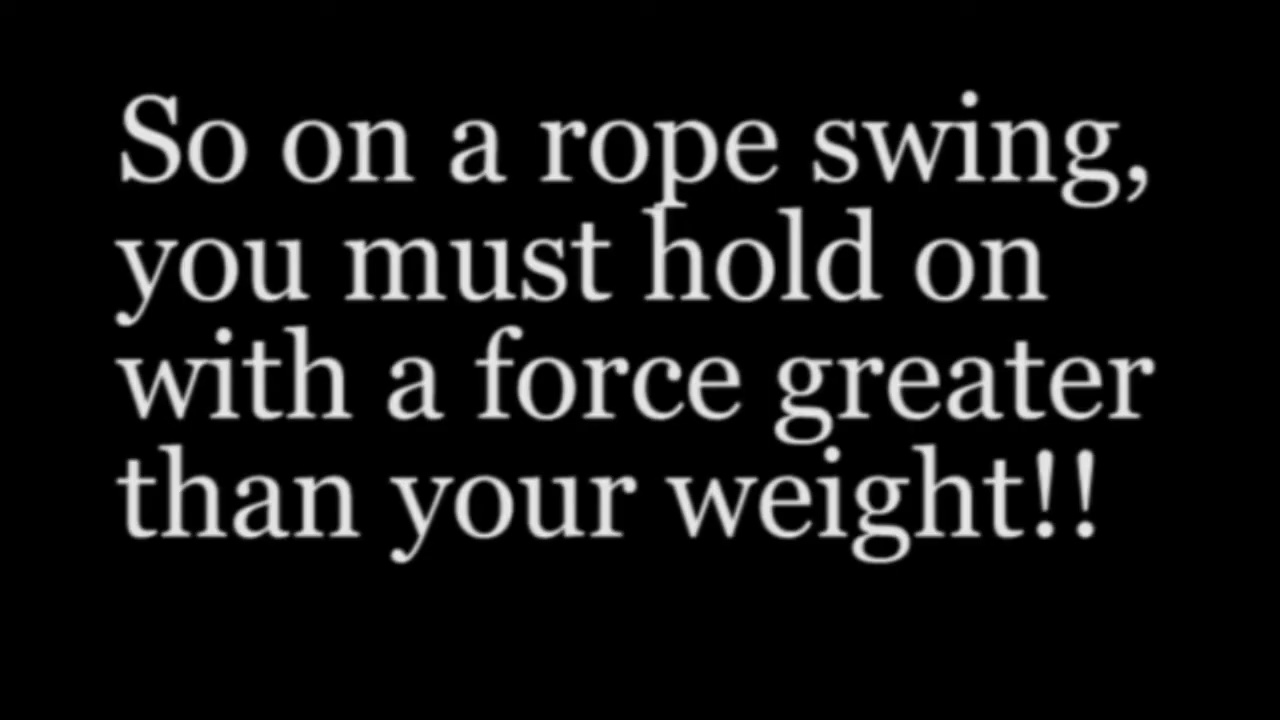 So on a rope swing,
you must hold on
with a force greater
than your weight!!